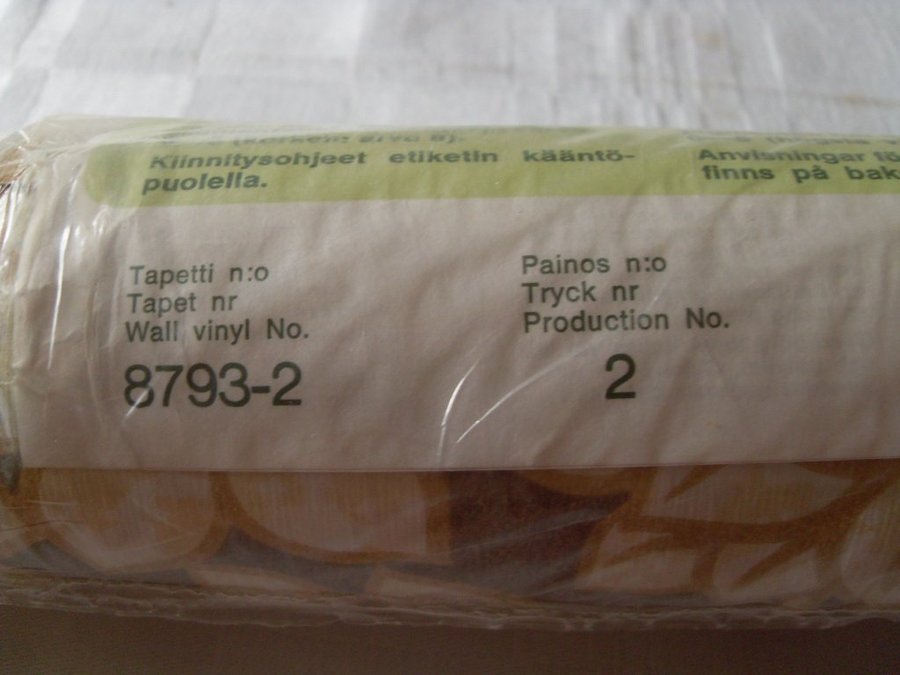 Kiinnitysohjeet etiketin kääntö-
puolella.
Anvisningar fö
finns på bak
Tapetti n:o
Tapet nr
Wall vinyl No.
8793-2
Painos n:o
Tryck nr
Production No.
2